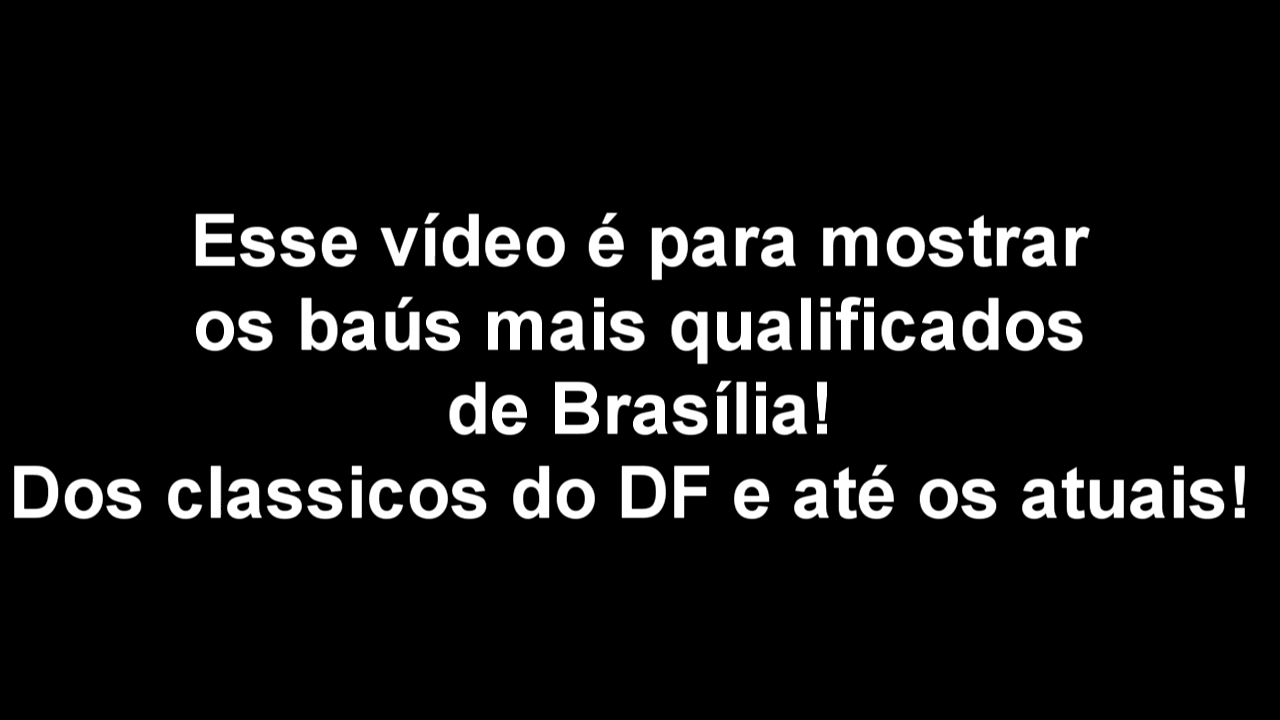 Esse vídeo é para mostrar
os baús mais qualificados
de Brasília!
Dos classicos do DF e até os atuais!